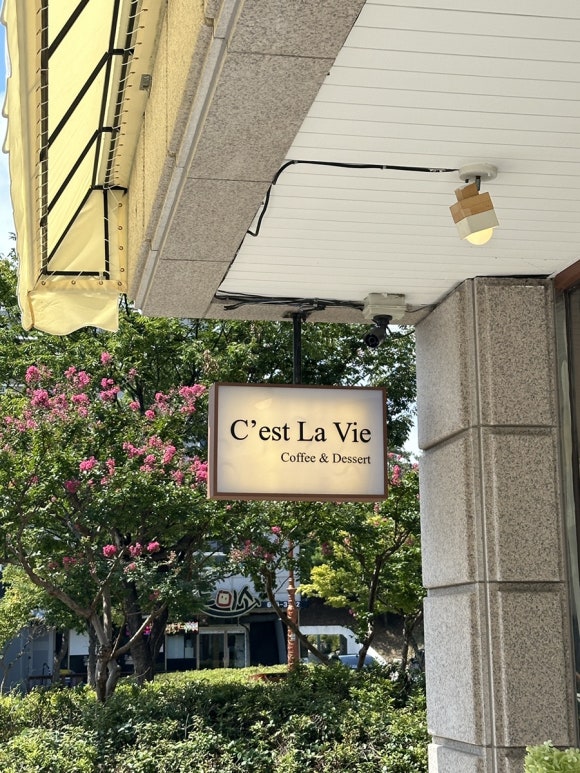 C’est La Vie
Coffee & Dessert